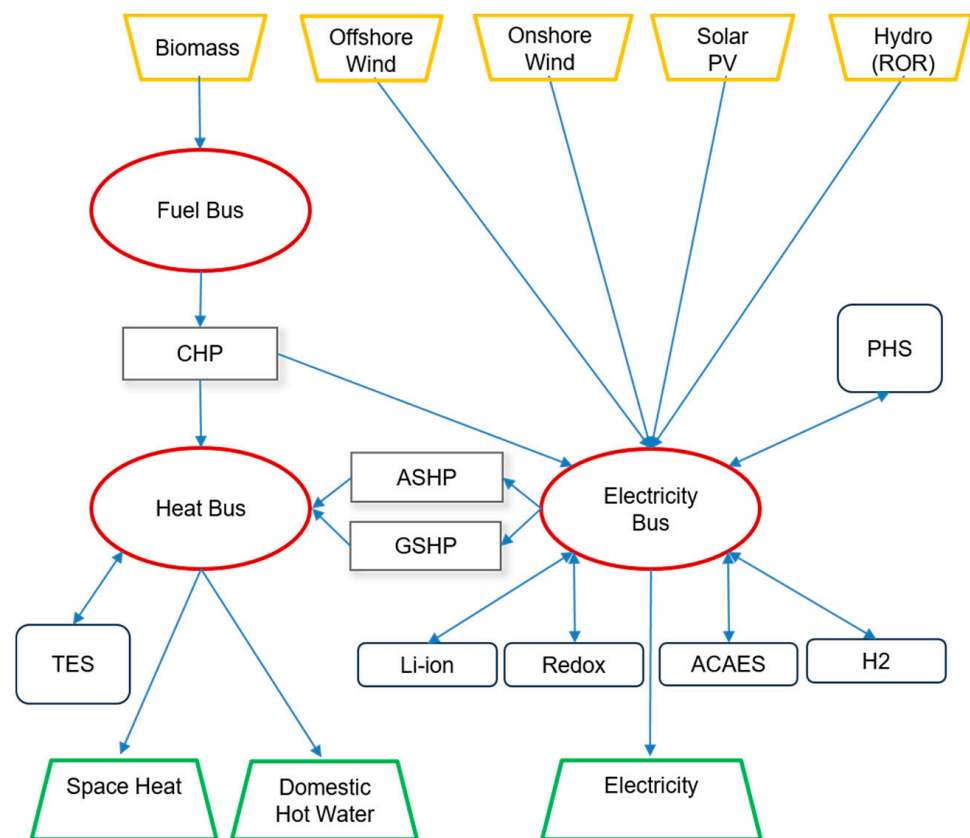 Biomass
Offshore
Wind
Onshore
Wind
Solar
PV
Hydro
(ROR)
Fuel Bus
CHP
PHS
Heat Bus
ASHP
GSHP
Electricity
Bus
TES
Li-ion
Redox
ACAES
H2
Space Heat
Domestic
Hot Water
Electricity